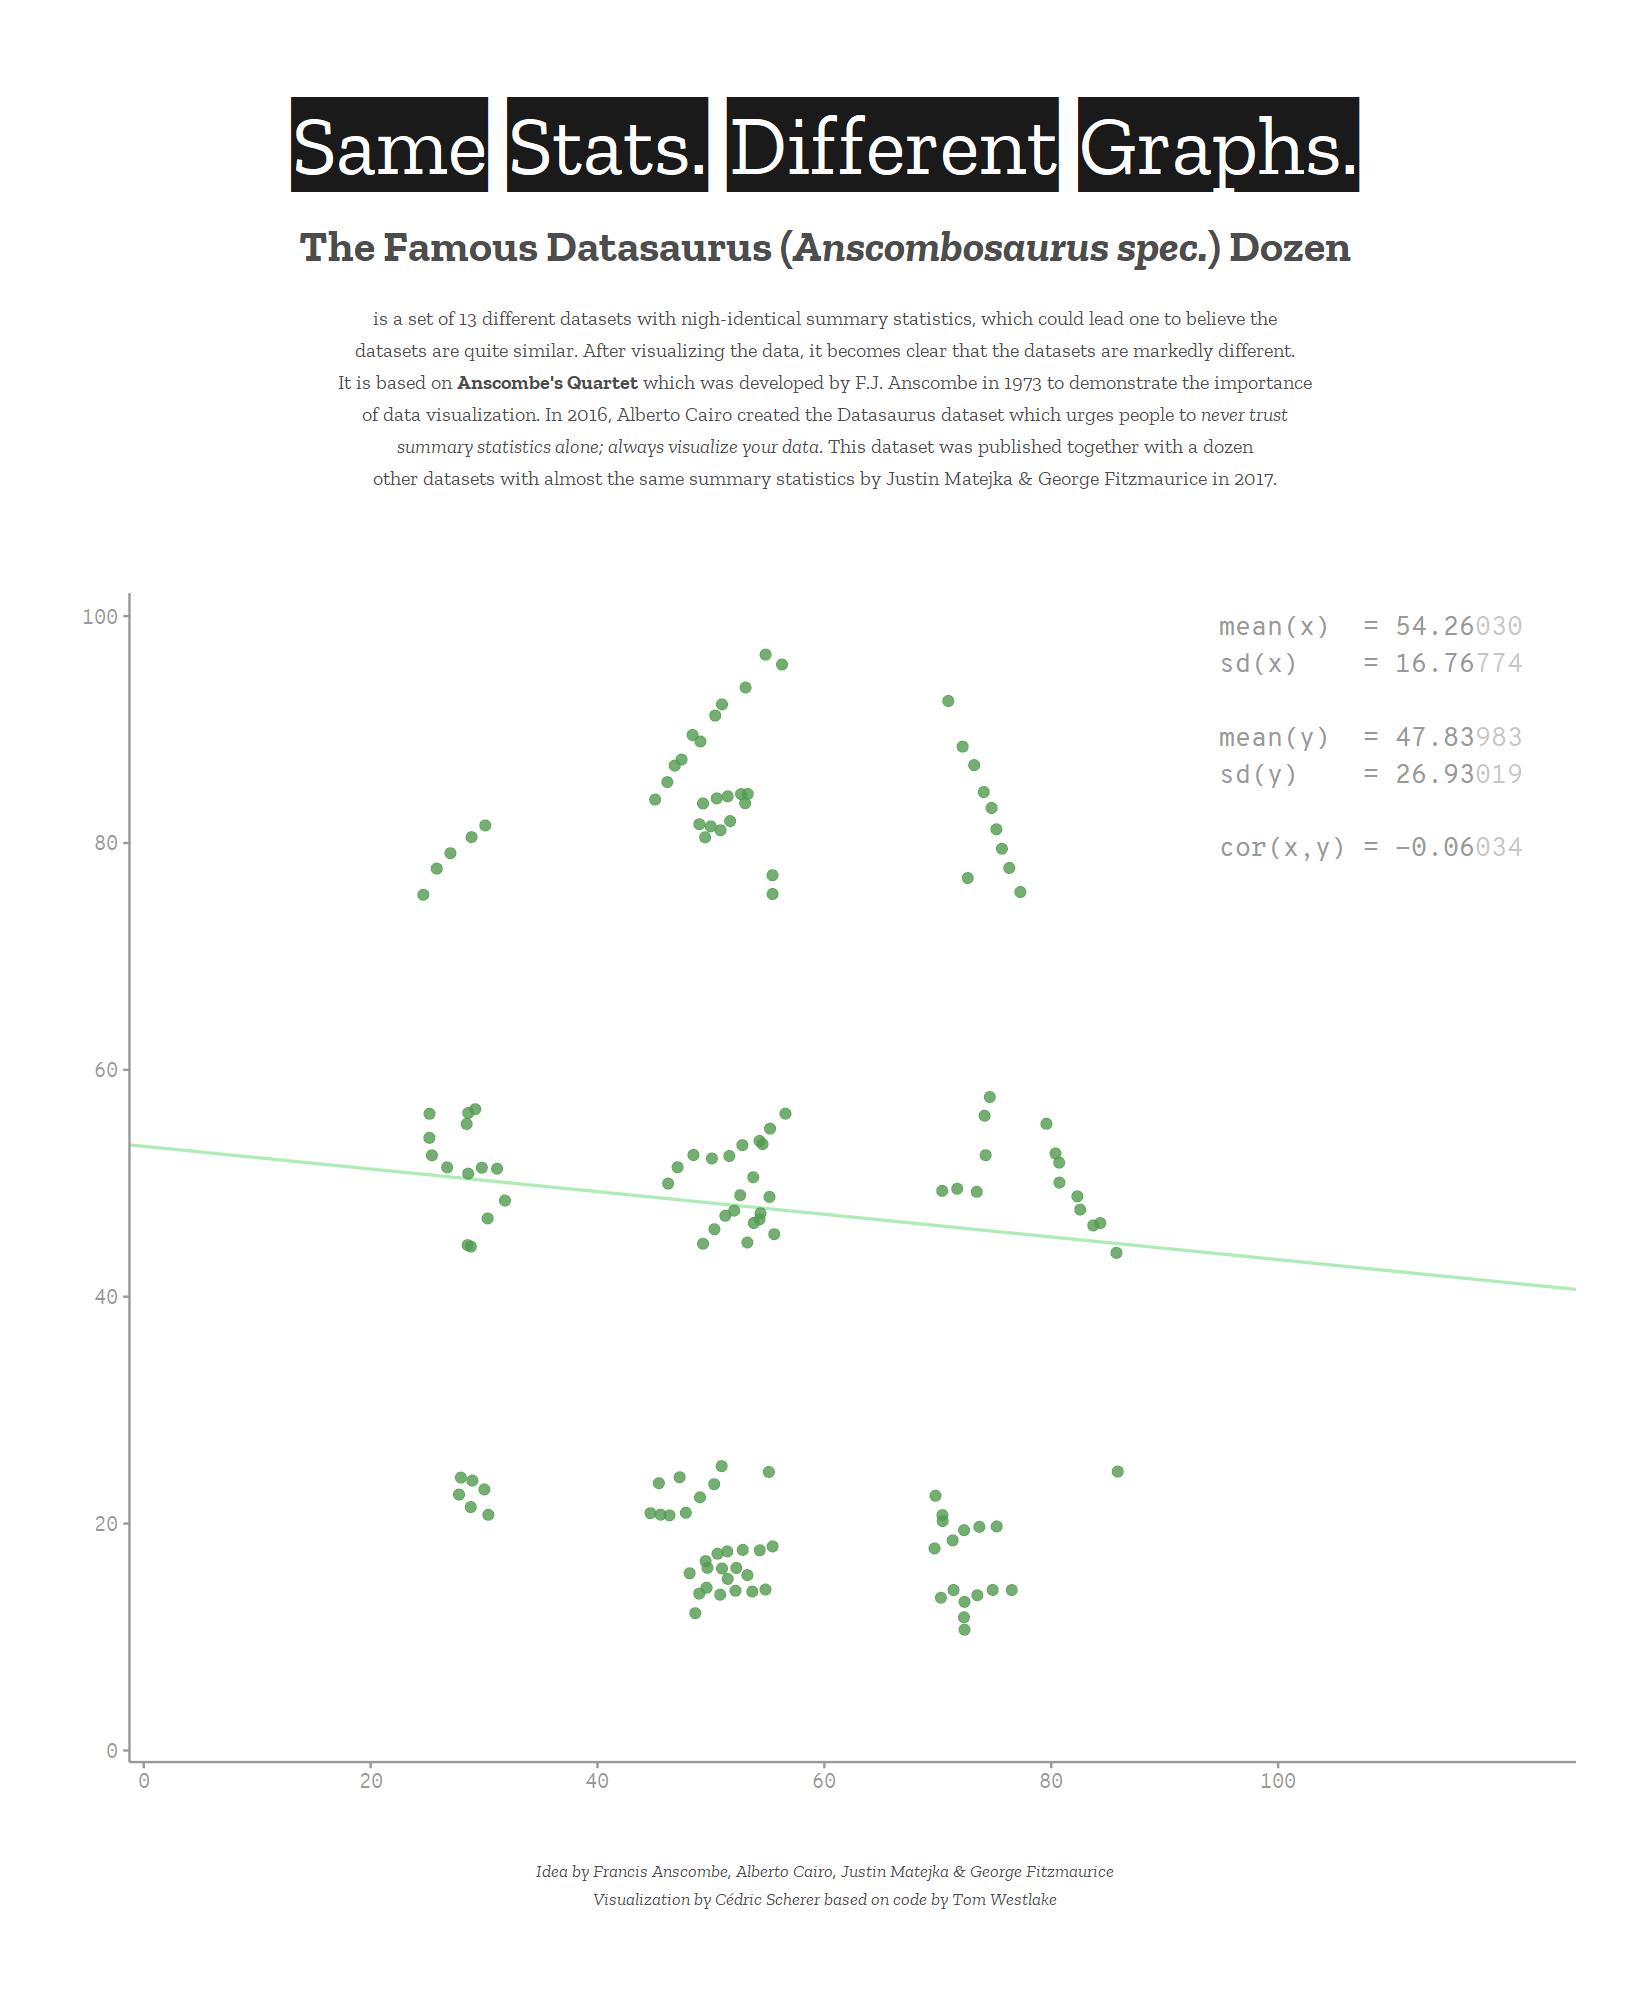 Same Stats. Different Graphs.
The Famous Datasaurus (Anscombosaurus spec.) Dozen
is a set of 13 different datasets with nigh-identical summary statistics, which could lead one to believe the
datasets are quite similar. After visualizing the data, it becomes clear that the datasets are markedly different.
It is based on Anscombe's Quartet which was developed by F.J. Anscombe in 1973 to demonstrate the importance
of data visualization. In 2016, Alberto Cairo created the Datasaurus dataset which urges people to never trust
summary statistics alone; always visualize your data. This dataset was published together with a dozen
other datasets with almost the same summary statistics by Justin Matejka & George Fitzmaurice in 2017.
mean(x) = 54.26030
sd(x) = 16.76774
mean(y) = 47.83983
sd(y) = 26.93019
cor(x,y) = −0.06034
100
80
60
40
20
0
0 20 40 60 80 100
Idea by Francis Anscombe, Alberto Cairo, Justin Matejka & George Fitzmaurice
Visualization by Cédric Scherer based on code by Tom Westlake